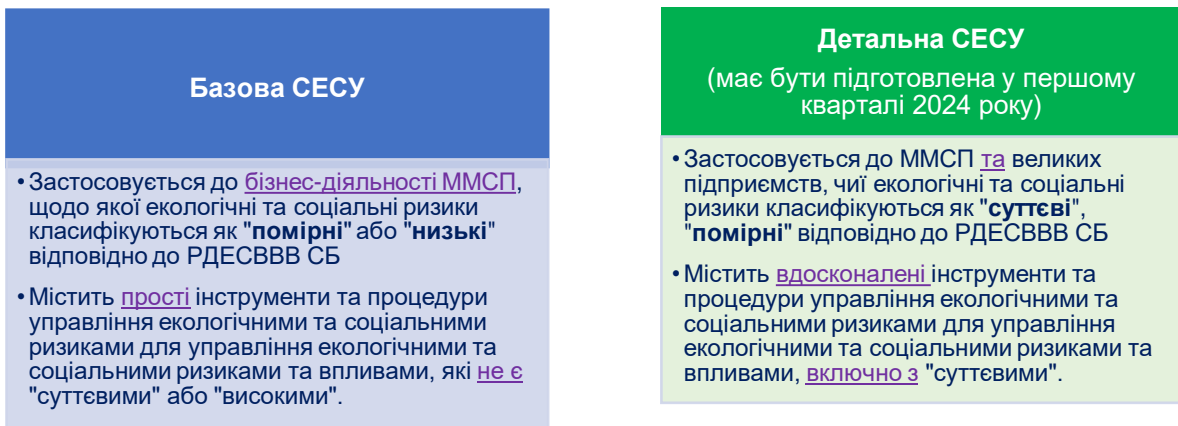 Базова СЕСУ
• Застосовується до бізнес-діяльності ММСП,
щодо якої екологічні та соціальні ризики
класифікуються як "помірні" або "низькі"
відповідно до РДЕСВВВ СБ
• Містить прості інструменти та процедури
управління екологічними та соціальними
ризиками для управління екологічними та
соціальними ризиками та впливами, які не є
"суттєвими" або "високими".
Детальна СЕСУ
(має бути підготовлена у першому
кварталі 2024 року)
• Застосовується до ММСП та великих
підприємств, чиї екологічні та соціальні
ризики класифікуються як "суттєві",
"помірні" відповідно до РДЕСВВВ СБ
• Містить вдосконалені інструменти та
процедури управління екологічними та
соціальними ризиками для управління
екологічними та соціальними ризиками та
впливами, включно з "суттєвими".